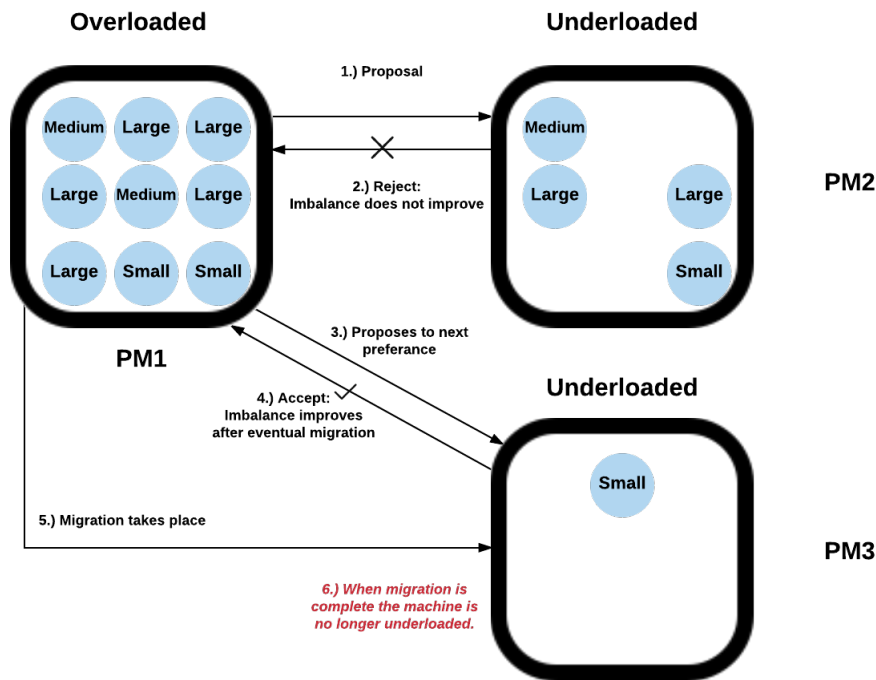 Overloaded
Underloaded
1.) Proposal
Medium
Large
Large
Medium
2.) Reject:
Imbalance does not improve
PM2
Large
Medium
Large
Large
Large
Large
Small
Small
Small
3.) Proposes to next
preferance
PM1
Underloaded
4.) Accept:
Imbalance improves
after eventual migration
Small
5.) Migration takes place
PM3
6.) When migration is
complete the machine is
no longer underloaded.